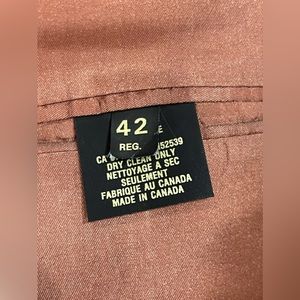 42
REG.
E
CA 52539
DRY CLEAN ONLY
NETTOYAGE A SEC
SEULEMENT
FABRIQUE AU CANADA
MADE IN CANADA